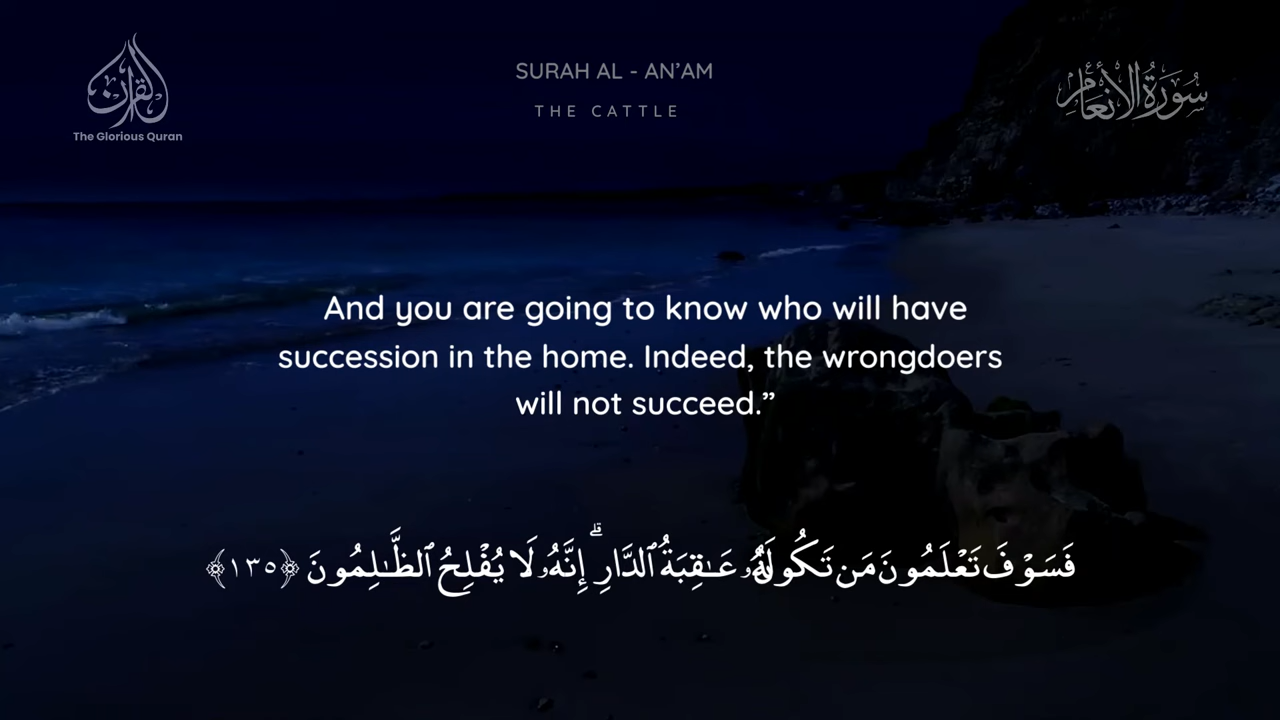 القرآن
The Glorious Quran
SURAH AL - AN’AM
THE CATTLE
سُورَةُ الأَنْعَامِ
And you are going to know who will have
succession in the home. Indeed, the wrongdoers
will not succeed.”
فَسَوْفَ تَعْلَمُونَ مَن تَكُو لَهُۥ عَـٰقِبَةُ ٱلدَّارِ ۗ إِنَّهُۥ لَا يُفْلِحُ ٱلظَّـٰلِمُونَ ﴿١٣٥﴾